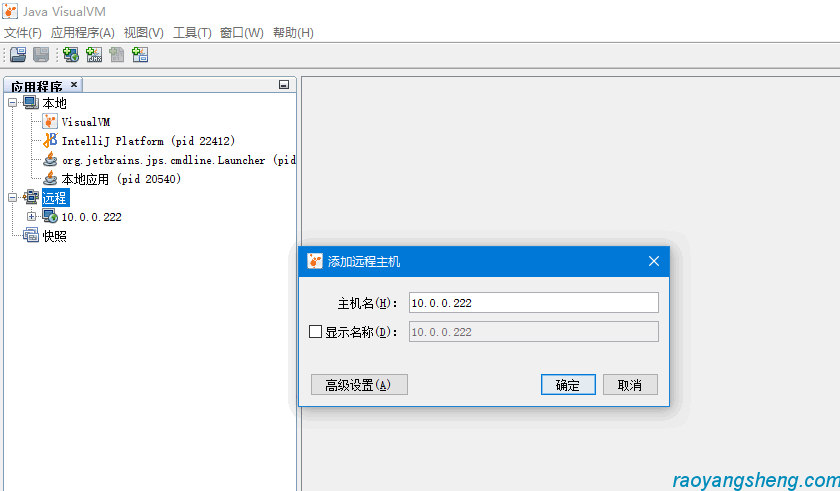 Java VisualVM
文件(F) 应用程序(A) 视图(V) 工具(T) 窗口(W) 帮助(H)
应用程序
本地
VisualVM
IntelliJ Platform (pid 22412)
org.jetbrains.jps.cmdline.Launcher (pid
本地应用 (pid 20540)
远程
10.0.0.222
快照
添加远程主机
主机名(H): 10.0.0.222
显示名称(D): 10.0.0.222
高级设置(A) 确定 取消
raoyangsheng.com